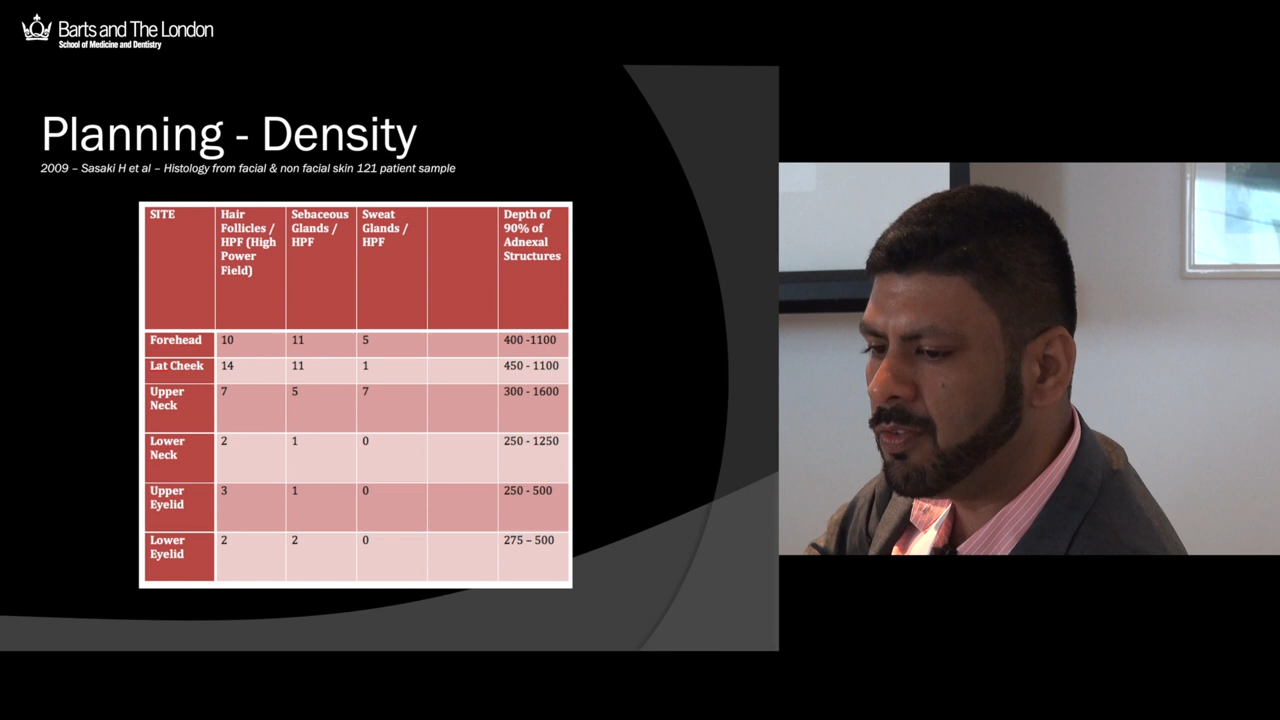 Barts and The London
School of Medicine and Dentistry
Planning - Density
2009 – Sasaki H et al – Histology from facial & non facial skin 121 patient sample
SITE
Hair
Follicles /
HPF (High
Power
Field)
Sebaceous
Glands /
HPF
Sweat
Glands /
HPF
Depth of
90% of
Adnexal
Structures
Forehead 10 11 5 400 -1100
Lat Cheek 14 11 1 450 - 1100
Upper 7 5 7 300 - 1600
Neck
Lower 2 1 0 250 - 1250
Neck
Upper 3 1 0 250 - 500
Eyelid
Lower 2 2 0 275 – 500
Eyelid